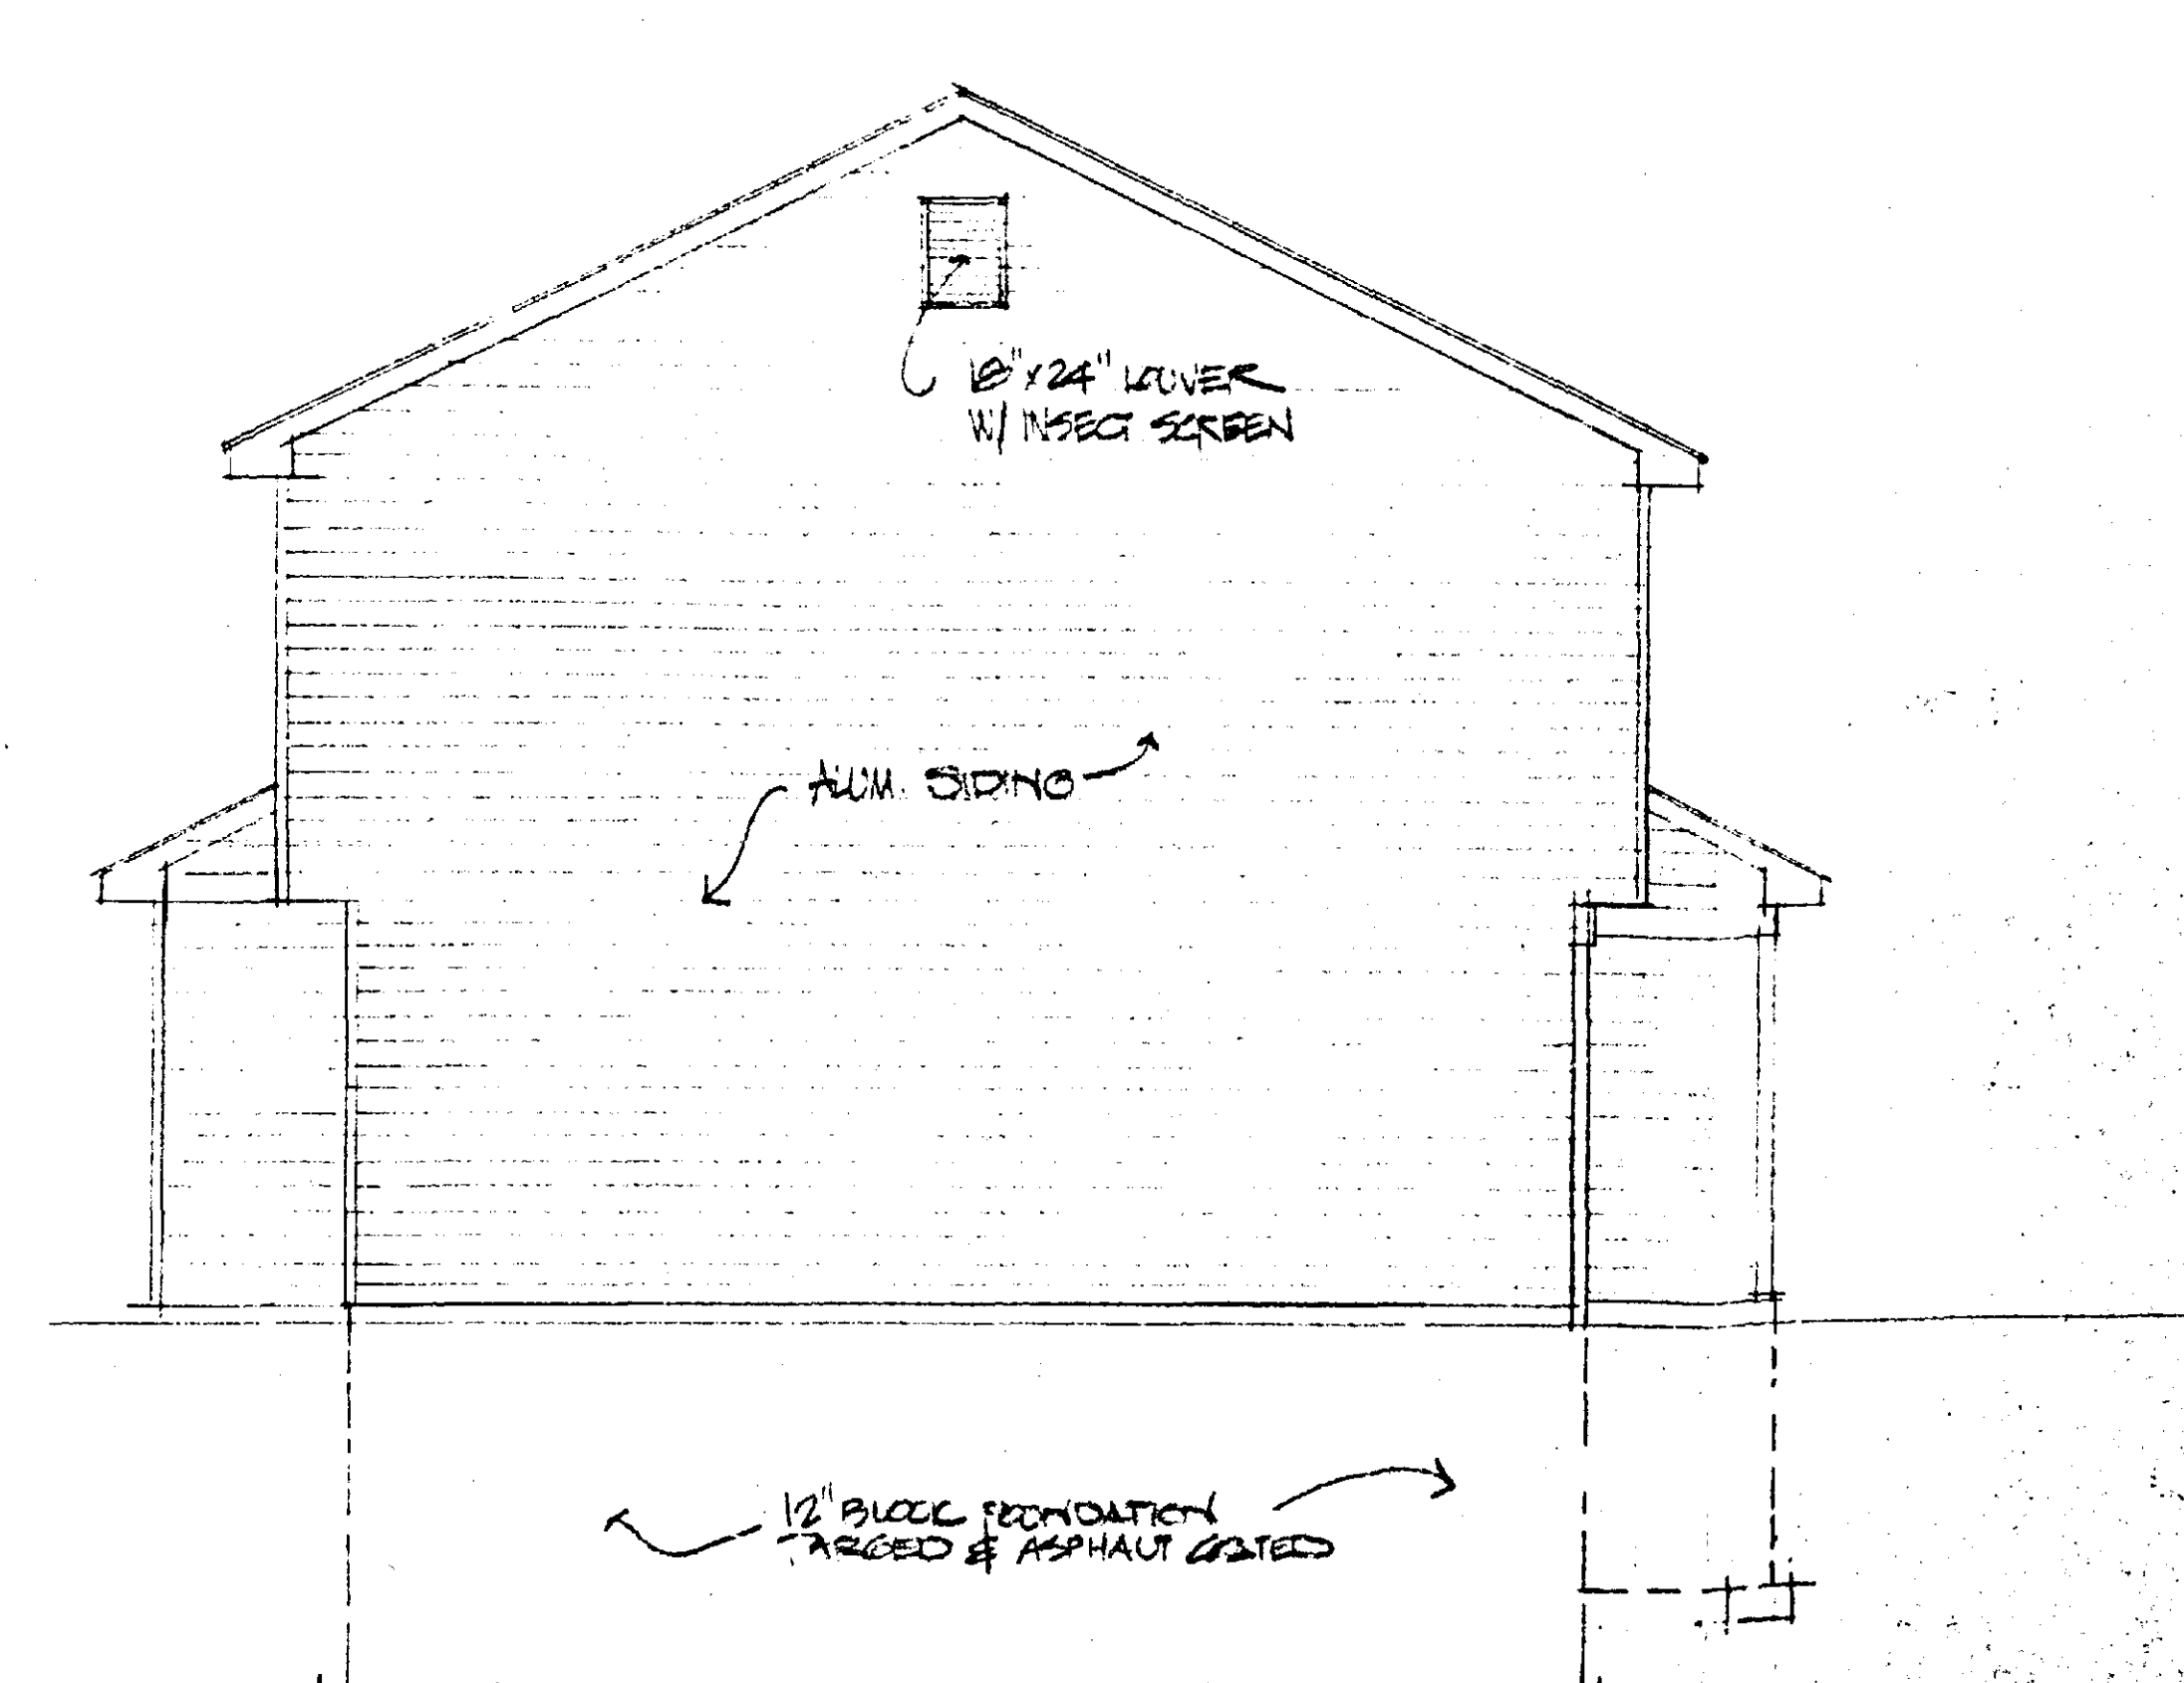 18"x24" LOUVER
W/ INSECT SCREEN
ALUM. SIDING
12" BLOCK FOUNDATION
PARGED & ASPHALT COATED